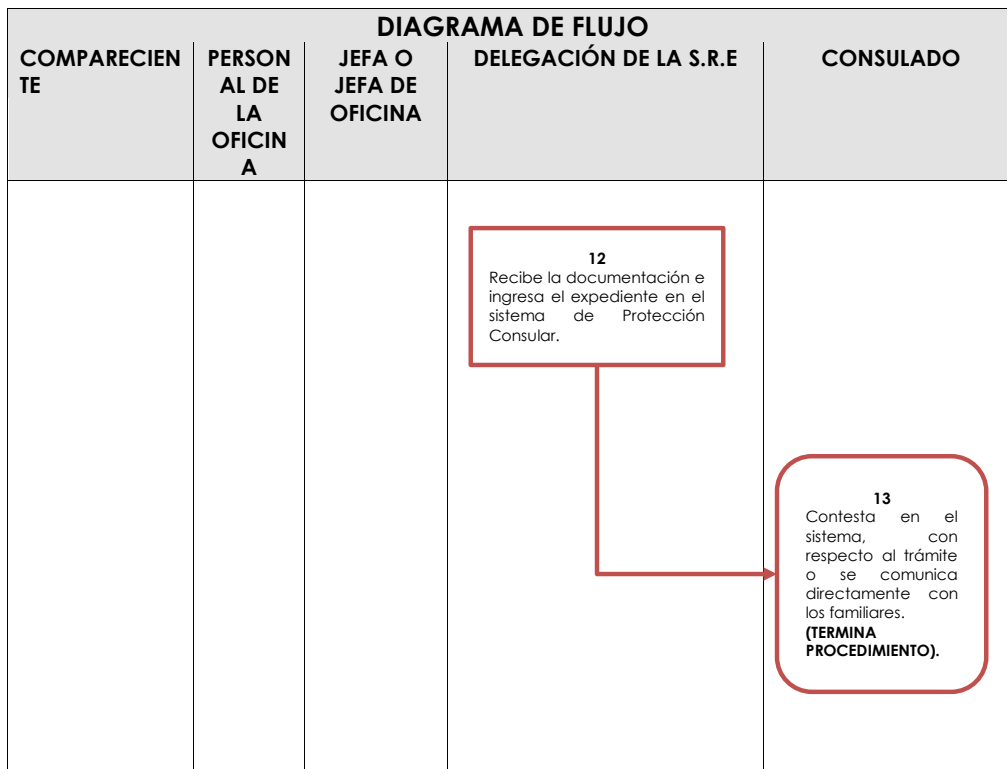 DIAGRAMA DE FLUJO
COMPARECIEN
TE
PERSON
AL DE
LA
OFICIN
A
JEFA O
JEFA DE
OFICINA
DELEGACIÓN DE LA S.R.E
CONSULADO
12
Recibe la documentación e
ingresa el expediente en el
sistema de Protección
Consular.
13
Contesta en el
sistema, con
respecto al trámite
o se comunica
directamente con
los familiares.
(TERMINA
PROCEDIMIENTO).